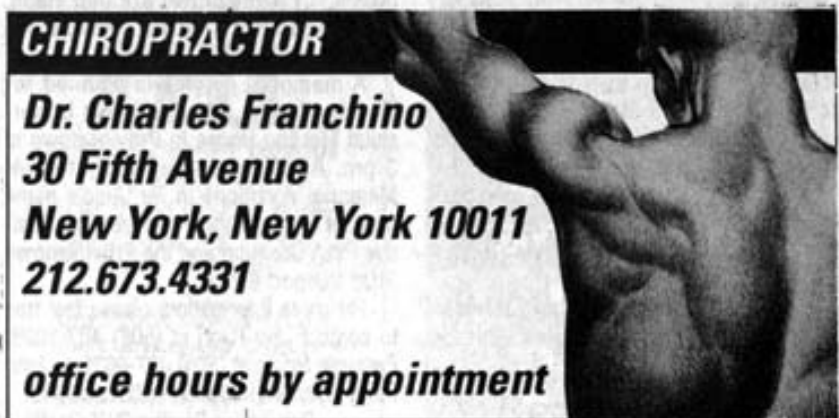 CHIROPRACTOR
Dr. Charles Franchino
30 Fifth Avenue
New York, New York 10011
212.673.4331
office hours by appointment